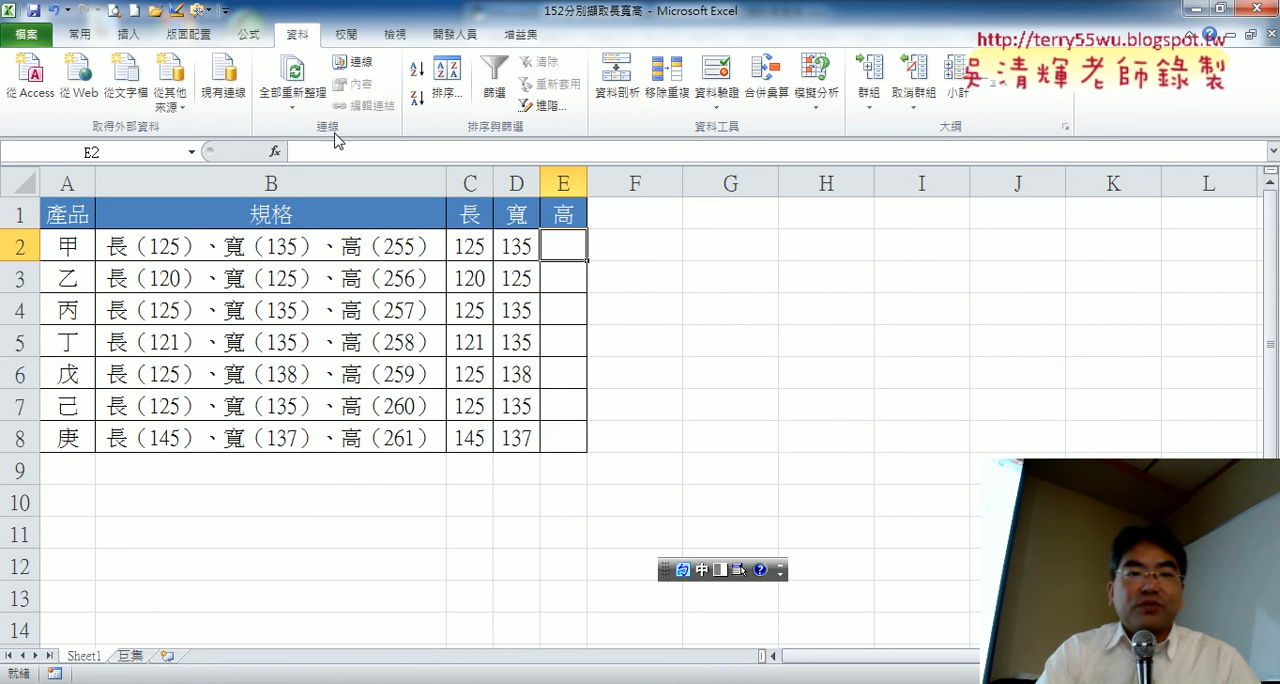 152分別擷取長寬高 - Microsoft Excel
檔案 常用 插入 版面配置 公式 資料 校閱 檢視 開發人員 增益集
http://terry55wu.blogspot.tw
吳清輝老師錄製
從 Access 從 Web 從文字檔 從其他來源 現有連線 全部重新整理 連線 內容 編輯連結 排序... 篩選 清除 重新套用 進階... 資料剖析 移除重複 資料驗證 合併彙算 模擬分析 群組 取消群組 小計
取得外部資料 連線 排序與篩選 資料工具 大綱
E2 fx
A B C D E F G H I J K L
1 產品 規格 長 寬 高
2 甲 長（125）、寬（135）、高（255） 125 135
3 乙 長（120）、寬（125）、高（256） 120 125
4 丙 長（125）、寬（135）、高（257） 125 135
5 丁 長（121）、寬（135）、高（258） 121 135
6 戊 長（125）、寬（138）、高（259） 125 138
7 己 長（125）、寬（135）、高（260） 125 135
8 庚 長（145）、寬（137）、高（261） 145 137
9
10
11
12
13
14
中
Sheet1 巨集
就緒